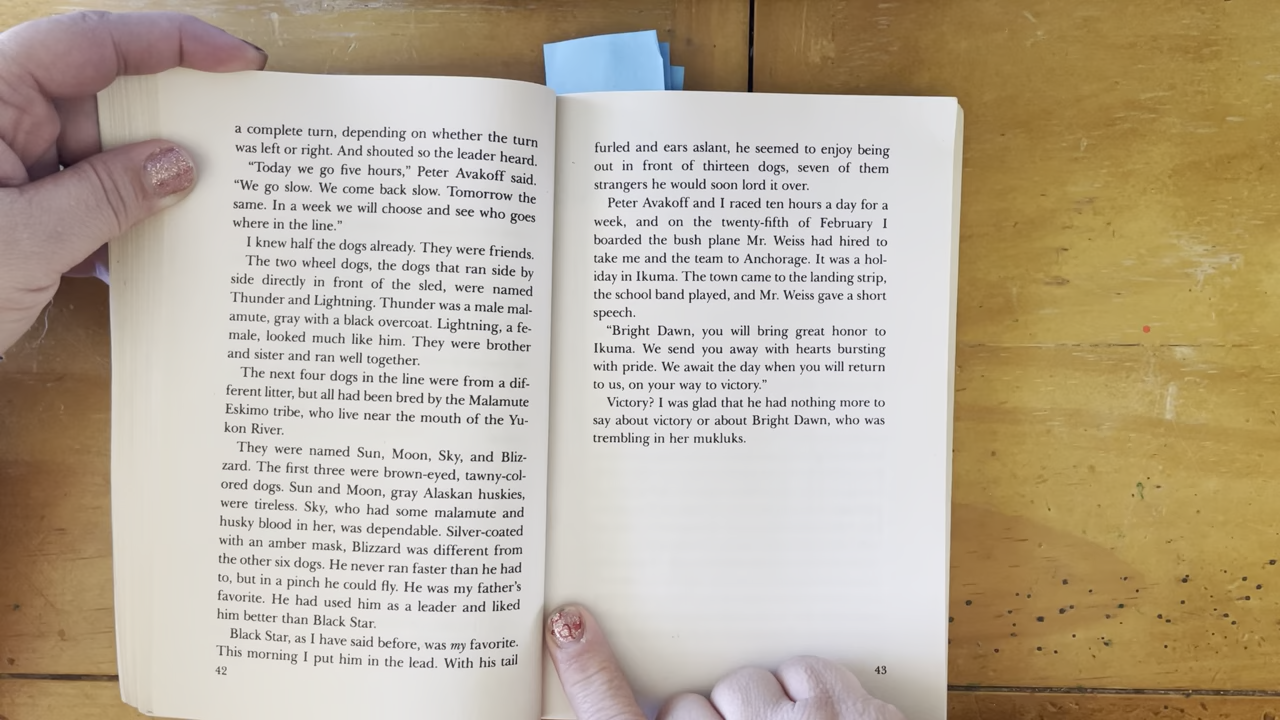 a complete turn, depending on whether the turn
was left or right. And shouted so the leader heard.
“Today we go five hours,” Peter Avakoff said.
“We go slow. We come back slow. Tomorrow the
same. In a week we will choose and see who goes
where in the line.”
I knew half the dogs already. They were friends.
The two wheel dogs, the dogs that ran side by
side directly in front of the sled, were named
Thunder and Lightning. Thunder was a male mal-
amute, gray with a black overcoat. Lightning, a fe-
male, looked much like him. They were brother
and sister and ran well together.
The next four dogs in the line were from a dif-
ferent litter, but all had been bred by the Malamute
Eskimo tribe, who live near the mouth of the Yu-
kon River.
They were named Sun, Moon, Sky, and Bliz-
zard. The first three were brown-eyed, tawny-col-
ored dogs. Sun and Moon, gray Alaskan huskies,
were tireless. Sky, who had some malamute and
husky blood in her, was dependable. Silver-coated
with an amber mask, Blizzard was different from
the other six dogs. He never ran faster than he had
to, but in a pinch he could fly. He was my father’s
favorite. He had used him as a leader and liked
him better than Black Star.
Black Star, as I have said before, was my favorite.
This morning I put him in the lead. With his tail
42
furled and ears aslant, he seemed to enjoy being
out in front of thirteen dogs, seven of them
strangers he would soon lord it over.
Peter Avakoff and I raced ten hours a day for a
week, and on the twenty-fifth of February I
boarded the bush plane Mr. Weiss had hired to
take me and the team to Anchorage. It was a hol-
iday in Ikuma. The town came to the landing strip,
the school band played, and Mr. Weiss gave a short
speech.
“Bright Dawn, you will bring great honor to
Ikuma. We send you away with hearts bursting
with pride. We await the day when you will return
to us, on your way to victory.”
Victory? I was glad that he had nothing more to
say about victory or about Bright Dawn, who was
trembling in her mukluks.
43